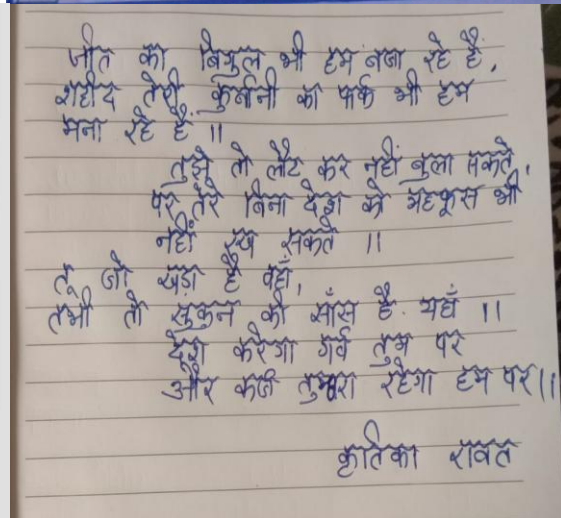 जीत का बिगुल भी हम बजा रहे हैं,
शहीद तेरी कुर्बानी का पर्व भी हम
मना रहे हैं ॥
तुझे तो लौट कर नहीं बुला सकते,
पर तेरे बिना देश को महफूस भी
नहीं रख सकते ॥
तू जो खड़ा है वहाँ,
तभी तो सुकुन की साँस है यहाँ ॥
देश करेगा गर्व तुम पर
और कर्ज तुम्हारा रहेगा हम पर ॥
कृतिका रावत